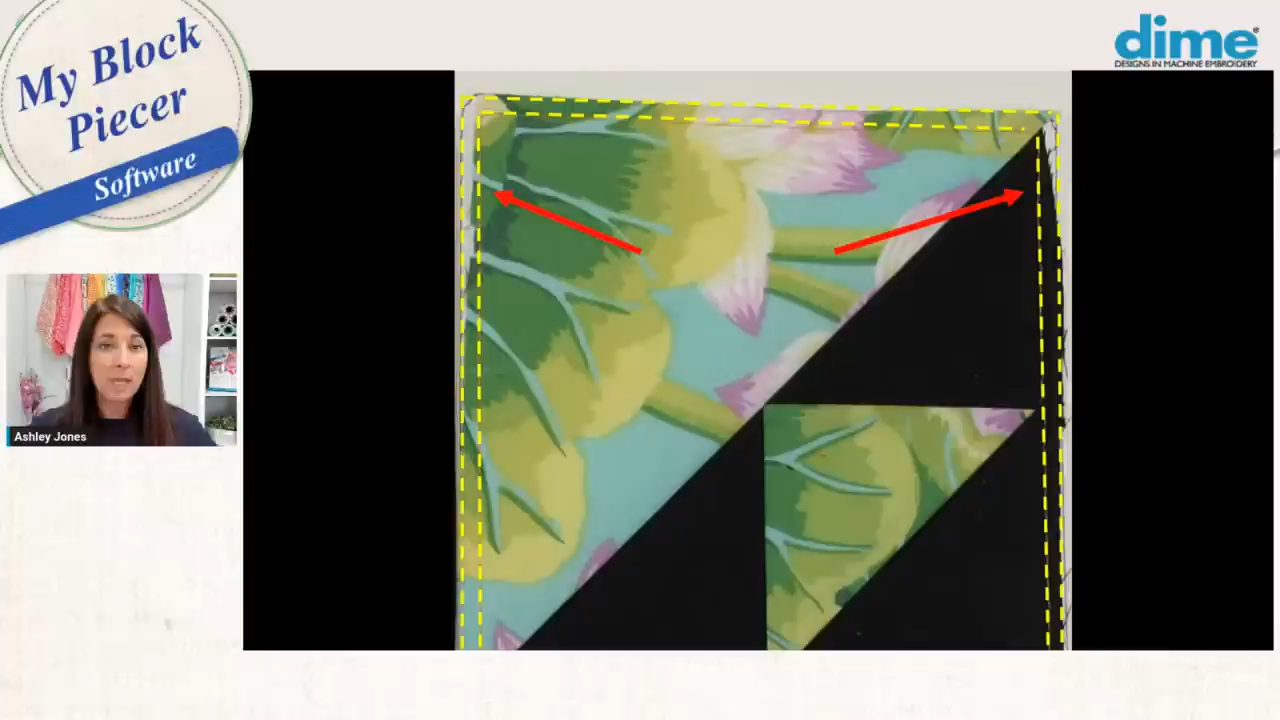 My Block
Piecer
Software
dime
DESIGNS IN MACHINE EMBROIDERY
Ashley Jones